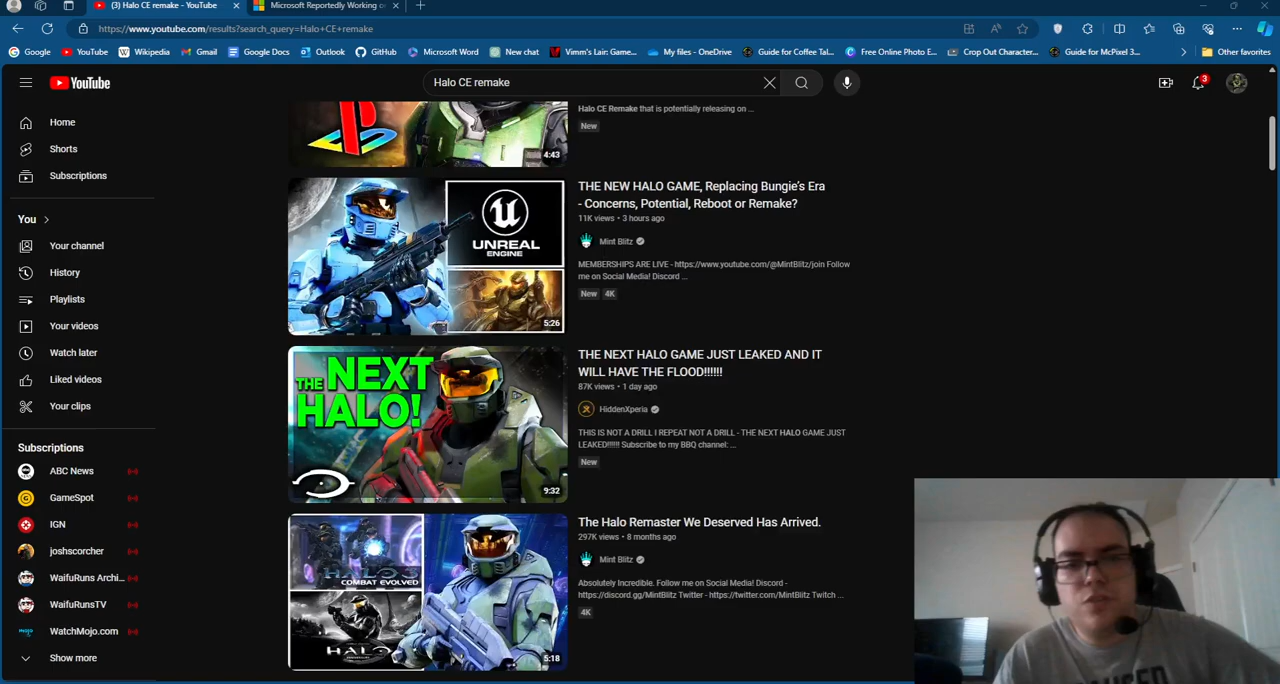 (3) Halo CE remake - YouTube
Microsoft Reportedly Working o
https://www.youtube.com/results?search_query=Halo+CE+remake
Google YouTube Wikipedia Gmail Google Docs Outlook GitHub Microsoft Word New chat Vimm's Lair: Game... My files - OneDrive Guide for Coffee Tal... Free Online Photo E... Crop Out Character... Guide for McPixel 3... Other favorites
YouTube
Halo CE remake
3
Home
Shorts
Subscriptions
You
Your channel
History
Playlists
Your videos
Watch later
Liked videos
Your clips
Subscriptions
ABC News
GameSpot
IGN
joshscorcher
WaifuRuns Archi...
WaifuRunsTV
WatchMojo.com
Show more
4:43
Halo CE Remake that is potentially releasing on ...
New
UNREAL
ENGINE
5:26
THE NEW HALO GAME, Replacing Bungie's Era
- Concerns, Potential, Reboot or Remake?
11K views • 3 hours ago
Mint Blitz
MEMBERSHIPS ARE LIVE - https://www.youtube.com/@MintBlitz/join Follow
me on Social Media! Discord ...
New 4K
THE NEXT
HALO!
9:32
THE NEXT HALO GAME JUST LEAKED AND IT
WILL HAVE THE FLOOD!!!!!!
87K views • 1 day ago
HiddenXperia
THIS IS NOT A DRILL I REPEAT NOT A DRILL - THE NEXT HALO GAME JUST
LEAKED!!!!!! Subscribe to my BBQ channel: ...
New
HALO 3
COMBAT EVOLVED
HALO
5:18
The Halo Remaster We Deserved Has Arrived.
297K views • 8 months ago
Mint Blitz
Absolutely Incredible. Follow me on Social Media! Discord -
https://discord.gg/MintBlitz Twitter - https://twitter.com/MintBlitz Twitch ...
4K